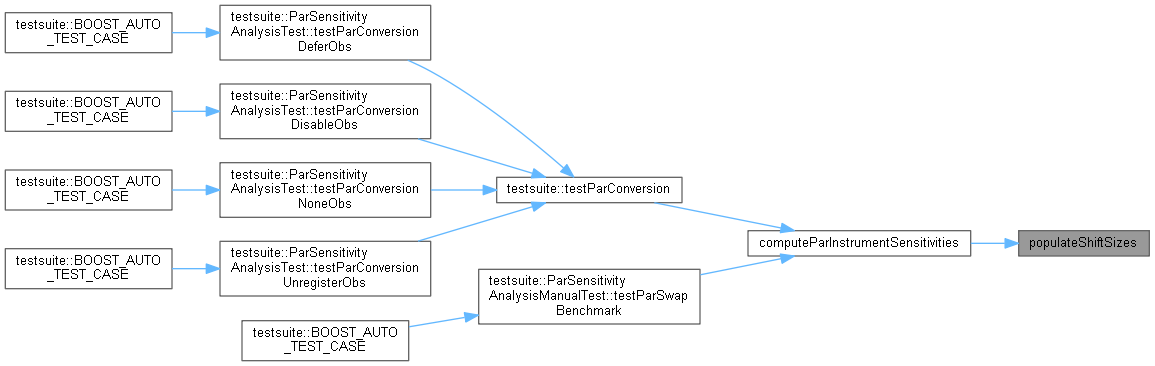 testsuite::BOOST_AUTO
_TEST_CASE
testsuite::ParSensitivity
AnalysisTest::testParConversion
DeferObs
testsuite::BOOST_AUTO
_TEST_CASE
testsuite::ParSensitivity
AnalysisTest::testParConversion
DisableObs
testsuite::BOOST_AUTO
_TEST_CASE
testsuite::ParSensitivity
AnalysisTest::testParConversion
NoneObs
testsuite::testParConversion
testsuite::BOOST_AUTO
_TEST_CASE
testsuite::ParSensitivity
AnalysisTest::testParConversion
UnregisterObs
computeParInstrumentSensitivities
populateShiftSizes
testsuite::ParSensitivity
AnalysisManualTest::testParSwap
Benchmark
testsuite::BOOST_AUTO
_TEST_CASE